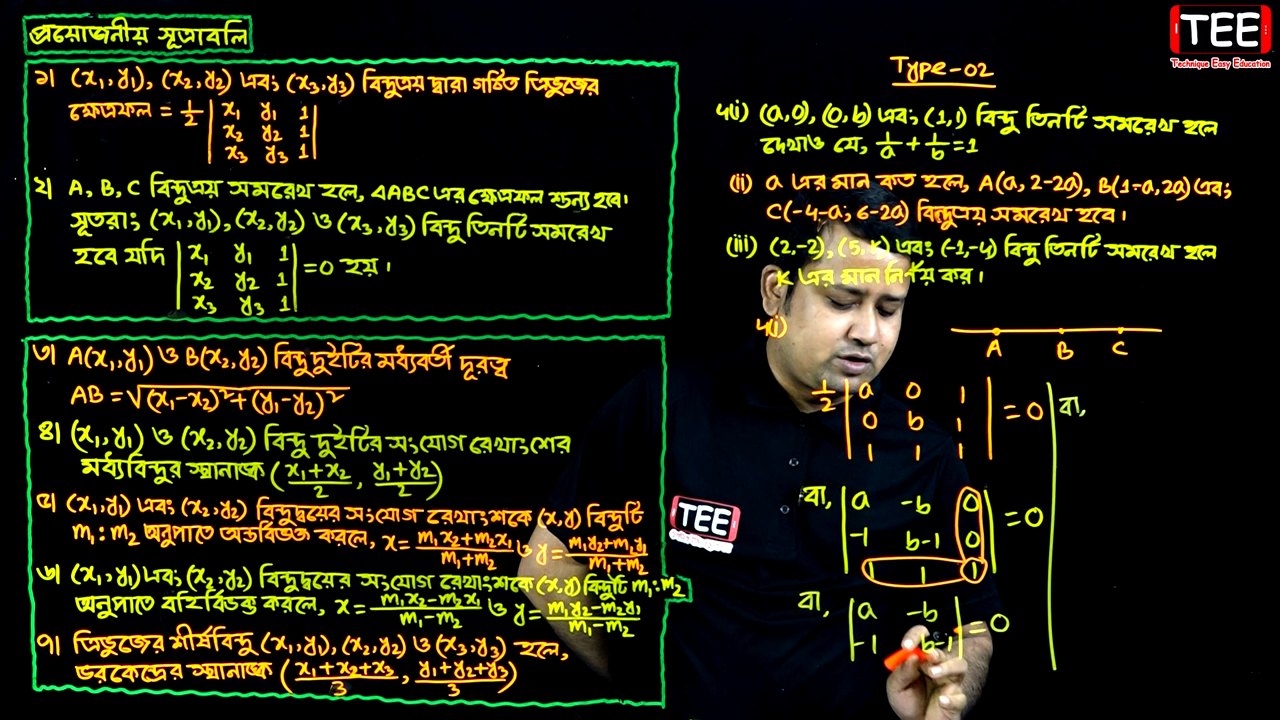 প্রয়োজনীয় সূত্রাবলি
১। (x₁, y₁), (x₂, y₂) এবং (x₃, y₃) বিন্দুত্রয় দ্বারা গঠিত ত্রিভুজের
ক্ষেত্রফল = 1/2 | x₁ y₁ 1 |
| x₂ y₂ 1 |
| x₃ y₃ 1 |
২। A, B, C বিন্দুত্রয় সমরেখ হলে, ΔABC এর ক্ষেত্রফল শূন্য হবে।
সুতরাং (x₁, y₁), (x₂, y₂) ও (x₃, y₃) বিন্দু তিনটি সমরেখ
হবে যদি | x₁ y₁ 1 |
| x₂ y₂ 1 | = 0 হয়।
| x₃ y₃ 1 |
৩। A(x₁, y₁) ও B(x₂, y₂) বিন্দু দুইটির মধ্যবর্তী দূরত্ব
AB = √(x₁-x₂)²+(y₁-y₂)²
৪। (x₁, y₁) ও (x₂, y₂) বিন্দু দুইটির সংযোগ রেখাংশের
মধ্যবিন্দুর স্থানাঙ্ক ((x₁+x₂)/2, (y₁+y₂)/2)
৫। (x₁, y₁) এবং (x₂, y₂) বিন্দুদ্বয়ের সংযোগ রেখাংশকে (x, y) বিন্দুটি
m₁:m₂ অনুপাতে অন্তর্বিভক্ত করলে, x = (m₁x₂+m₂x₁)/(m₁+m₂) ও y = (m₁y₂+m₂y₁)/(m₁+m₂)
৬। (x₁, y₁) এবং (x₂, y₂) বিন্দুদ্বয়ের সংযোগ রেখাংশকে (x, y) বিন্দুটি m₁:m₂
অনুপাতে বহির্বিভক্ত করলে, x = (m₁x₂-m₂x₁)/(m₁-m₂) ও y = (m₁y₂-m₂y₁)/(m₁-m₂)
৭। ত্রিভুজের শীর্ষবিন্দু (x₁, y₁), (x₂, y₂) ও (x₃, y₃) হলে,
ভরকেন্দ্রের স্থানাঙ্ক ((x₁+x₂+x₃)/3, (y₁+y₂+y₃)/3)
TEE
Technique Easy Education
Type-02
৭(i) (a, 0), (0, b) এবং (1, 1) বিন্দু তিনটি সমরেখ হলে
দেখাও যে, 1/a + 1/b = 1
(ii) a এর মান কত হলে, A(a, 2-2a), B(1-a, 2a) এবং
C(-4-a, 6-2a) বিন্দুত্রয় সমরেখ হবে।
(iii) (2, -2), (5, K) এবং (-1, -4) বিন্দু তিনটি সমরেখ হলে
K এর মান নির্ণয় কর।
৭(i)
A B C
1/2 | a 0 1 |
| 0 b 1 | = 0
| 1 1 1 |
বা, | a -b 0 |
| -1 b-1 0 | = 0
| 1 1 1 |
বা, | a -b |
| -1 b-1 | = 0
বা,
TEE